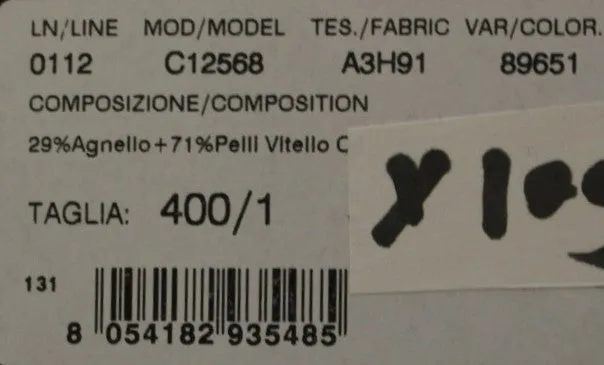 LN/LINE MOD/MODEL TES./FABRIC VAR/COLOR.
0112 C12568 A3H91 89651
COMPOSIZIONE/COMPOSITION
29%Agnello+71%Pelli Vitello C
TAGLIA: 400/1
131
8 054182 935485